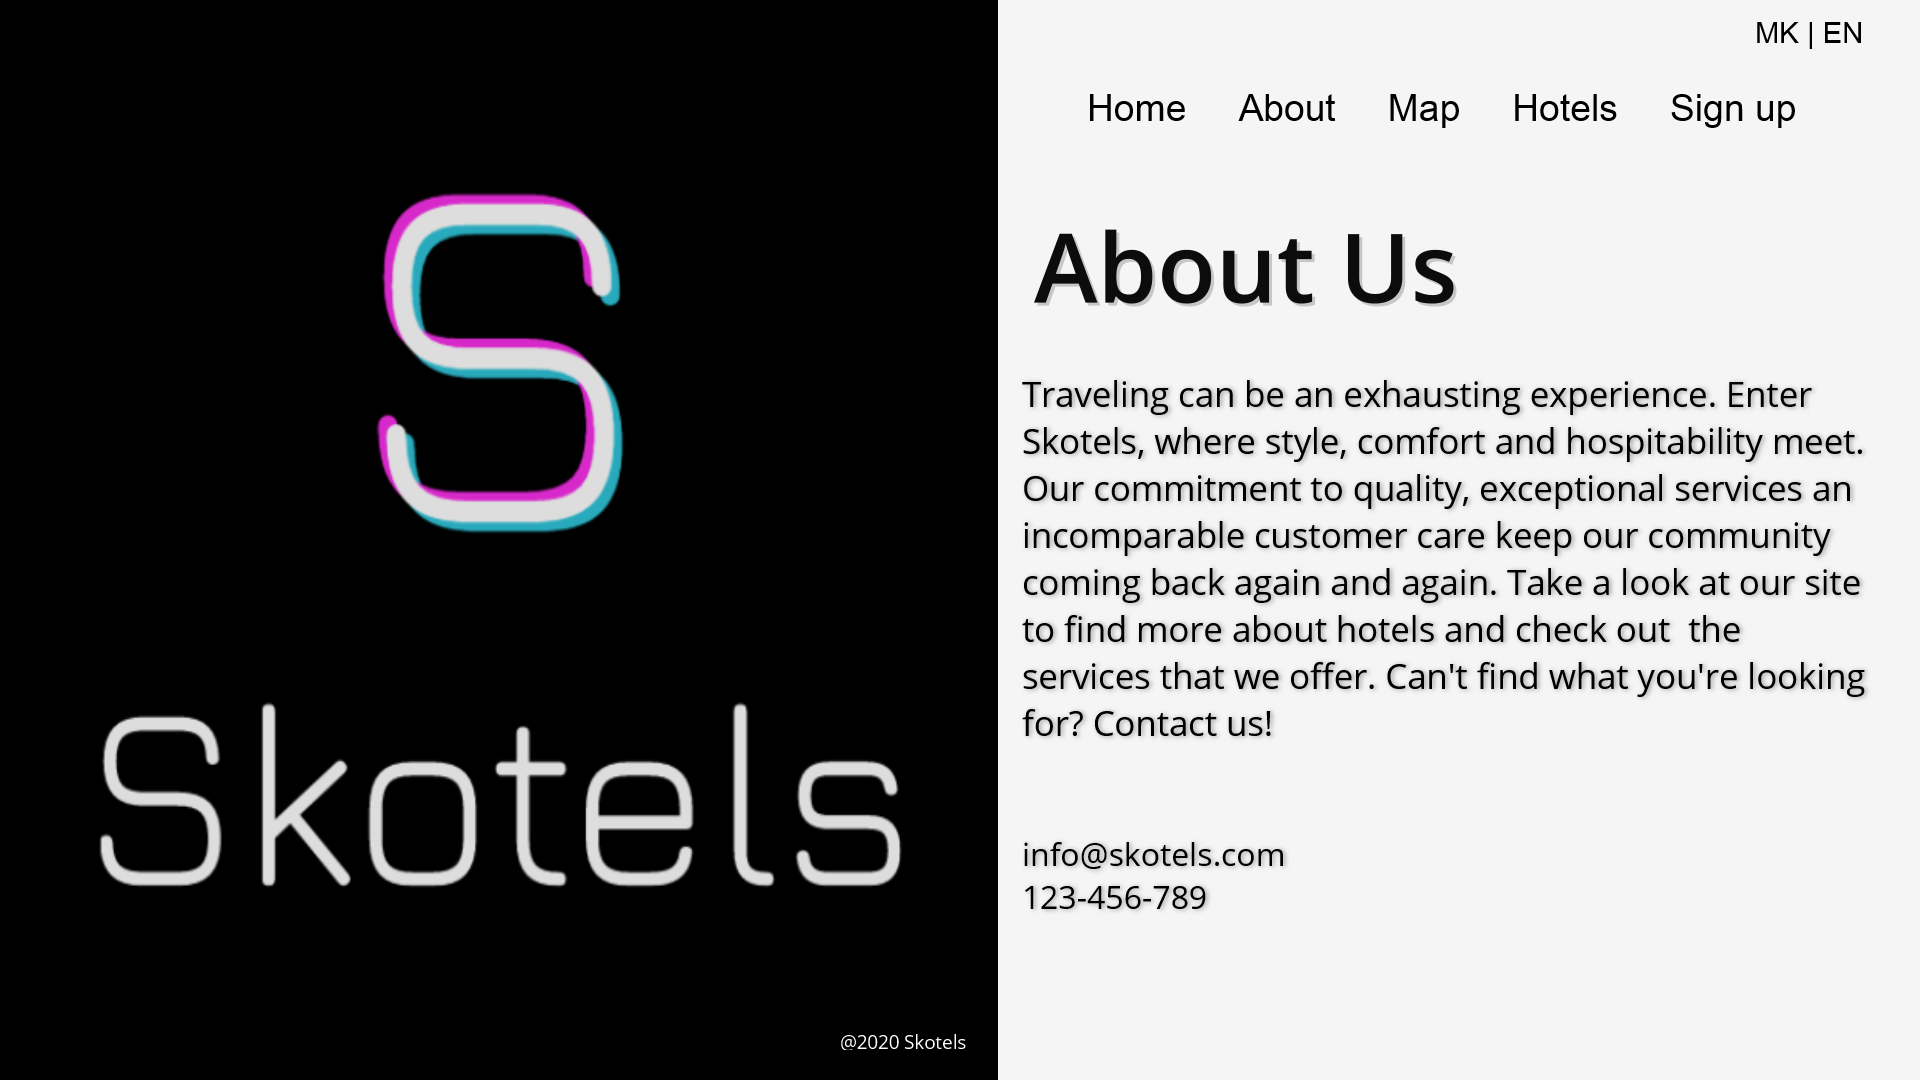 S
Skotels
@2020 Skotels
MK | EN
Home About Map Hotels Sign up
About Us
Traveling can be an exhausting experience. Enter
Skotels, where style, comfort and hospitability meet.
Our commitment to quality, exceptional services an
incomparable customer care keep our community
coming back again and again. Take a look at our site
to find more about hotels and check out  the
services that we offer. Can't find what you're looking
for? Contact us!
info@skotels.com
123-456-789